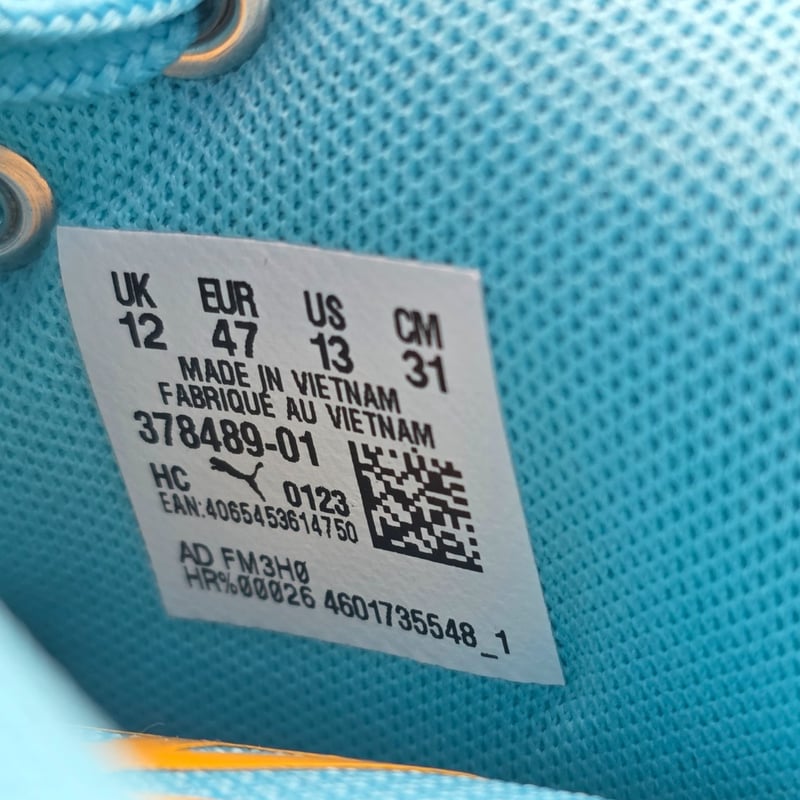 UK EUR US CM
12 47 13 31
MADE IN VIETNAM
FABRIQUÉ AU VIETNAM
378489-01
HC 0123
EAN:4065453614750
AD FM3H0
HR%00026 4601735548_1